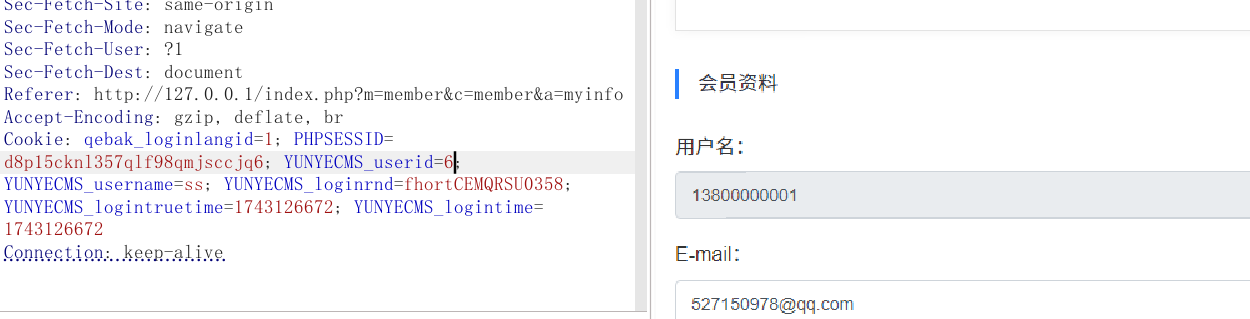 Sec-Fetch-Site: same-origin
Sec-Fetch-Mode: navigate
Sec-Fetch-User: ?1
Sec-Fetch-Dest: document
Referer: http://127.0.0.1/index.php?m=member&c=member&a=myinfo
Accept-Encoding: gzip, deflate, br
Cookie: qebak_loginlangid=1; PHPSESSID=
d8p15cknl357qlf98qmjsccjq6; YUNYECMS_userid=6;
YUNYECMS_username=ss; YUNYECMS_loginrnd=fhortCEMQRSU0358;
YUNYECMS_logintruetime=1743126672; YUNYECMS_logintime=
1743126672
Connection: keep-alive
会员资料
用户名:
13800000001
E-mail:
527150978@qq.com